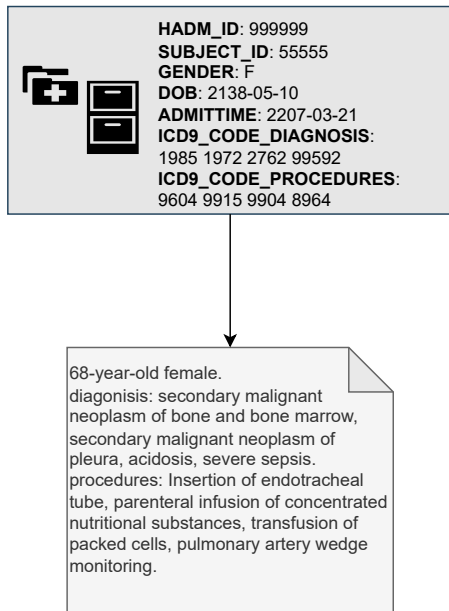 HADM_ID: 999999
SUBJECT_ID: 55555
GENDER: F
DOB: 2138-05-10
ADMITTIME: 2207-03-21
ICD9_CODE_DIAGNOSIS:
1985 1972 2762 99592
ICD9_CODE_PROCEDURES:
9604 9915 9904 8964
68-year-old female.
diagonisis: secondary malignant
neoplasm of bone and bone marrow,
secondary malignant neoplasm of
pleura, acidosis, severe sepsis.
procedures: Insertion of endotracheal
tube, parenteral infusion of concentrated
nutritional substances, transfusion of
packed cells, pulmonary artery wedge
monitoring.